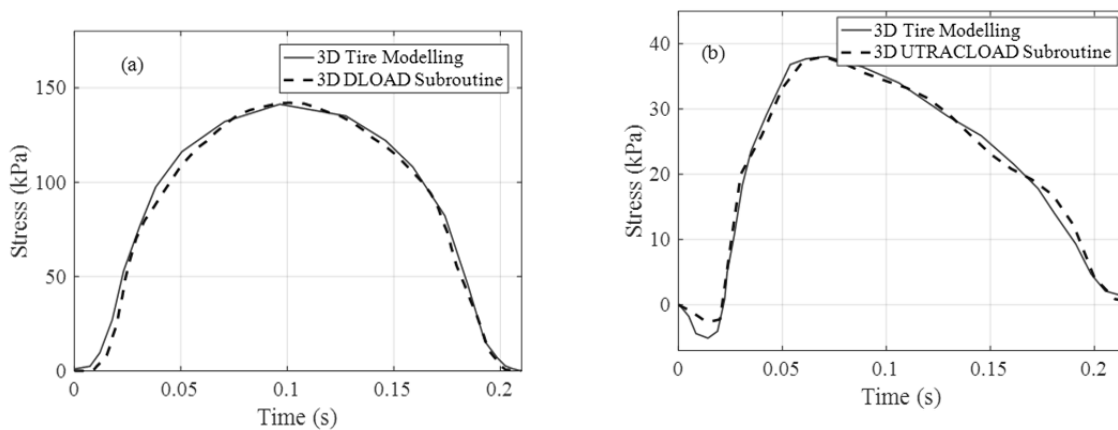 (a)
3D Tire Modelling
3D DLOAD Subroutine
150
100
50
0
Stress (kPa)
0
0.05
0.1
0.15
0.2
Time (s)
(b)
3D Tire Modelling
3D UTRACLOAD Subroutine
40
30
20
10
0
Stress (kPa)
0
0.05
0.1
0.15
0.2
Time (s)